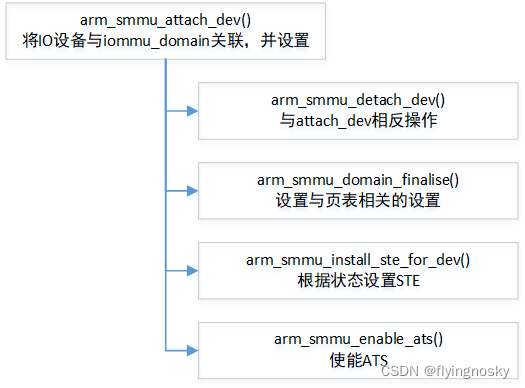 arm_smmu_attach_dev()
将IO设备与iommu_domain关联，并设置
arm_smmu_detach_dev()
与attach_dev相反操作
arm_smmu_domain_finalise()
设置与页表相关的设置
arm_smmu_install_ste_for_dev()
根据状态设置STE
arm_smmu_enable_ats()
使能ATS
CSDN @flyingnosky